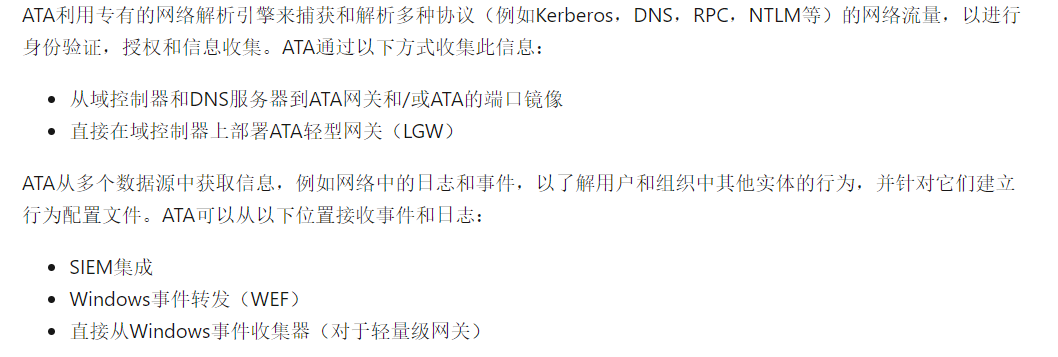 ATA利用专有的网络解析引擎来捕获和解析多种协议（例如Kerberos，DNS，RPC，NTLM等）的网络流量，以进行
身份验证，授权和信息收集。ATA通过以下方式收集此信息：
• 从域控制器和DNS服务器到ATA网关和/或ATA的端口镜像
• 直接在域控制器上部署ATA轻型网关（LGW）
ATA从多个数据源中获取信息，例如网络中的日志和事件，以了解用户和组织中其他实体的行为，并针对它们建立
行为配置文件。ATA可以从以下位置接收事件和日志：
• SIEM集成
• Windows事件转发（WEF）
• 直接从Windows事件收集器（对于轻量级网关）